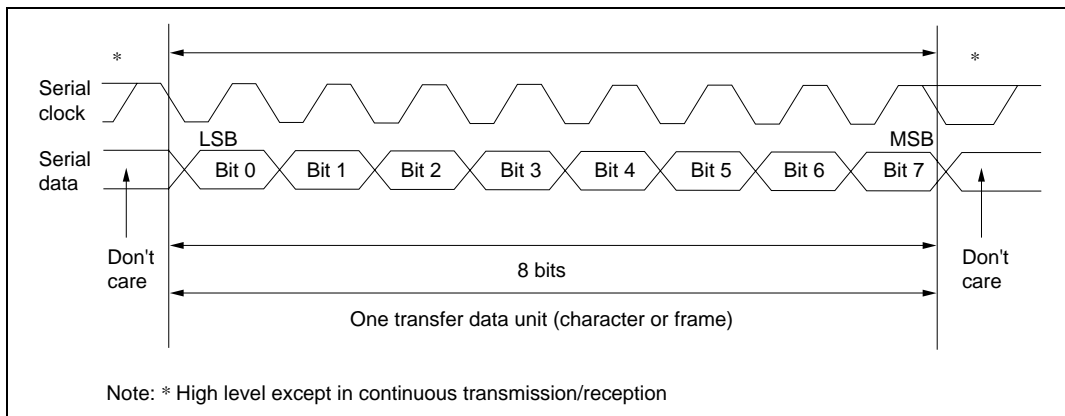 * *
Serial
clock
LSB MSB
Serial
data
Bit 0 Bit 1 Bit 2 Bit 3 Bit 4 Bit 5 Bit 6 Bit 7
Don't
care
Don't
care
8 bits
One transfer data unit (character or frame)
Note: * High level except in continuous transmission/reception